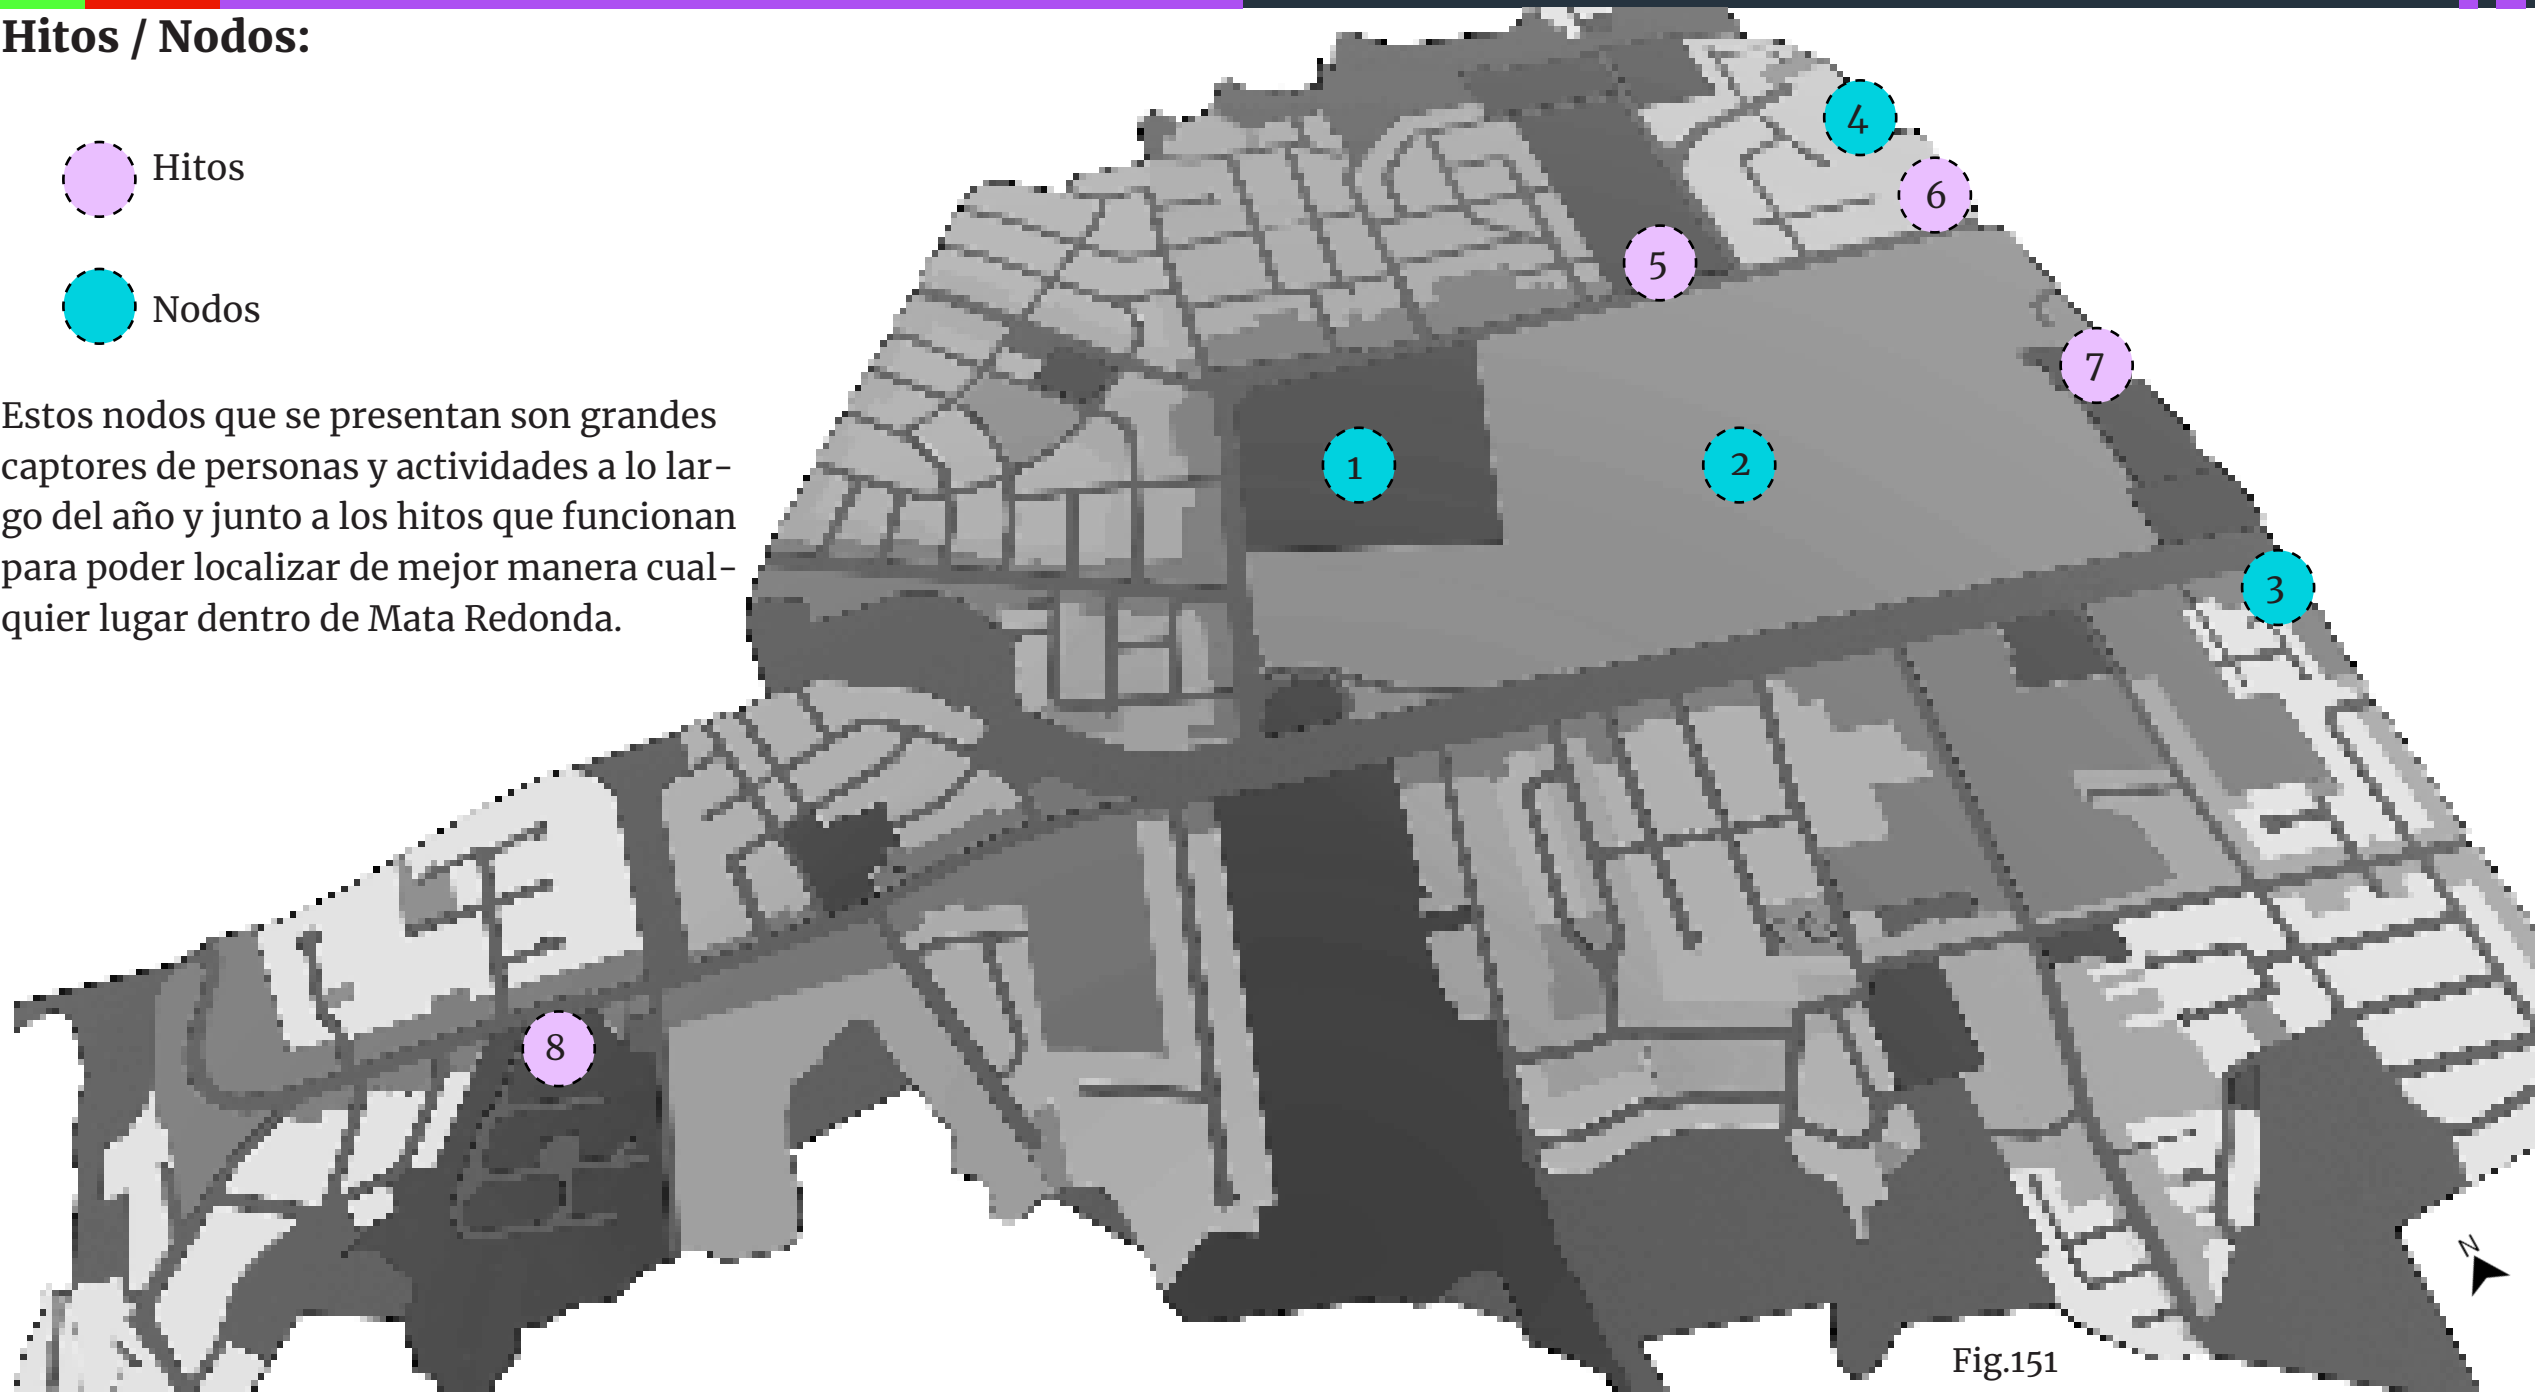 Hitos / Nodos:
Hitos
Nodos
Estos nodos que se presentan son grandes
captores de personas y actividades a lo lar-
go del año y junto a los hitos que funcionan
para poder localizar de mejor manera cual-
quier lugar dentro de Mata Redonda.
4
6
5
7
1
2
3
8
N
Fig.151